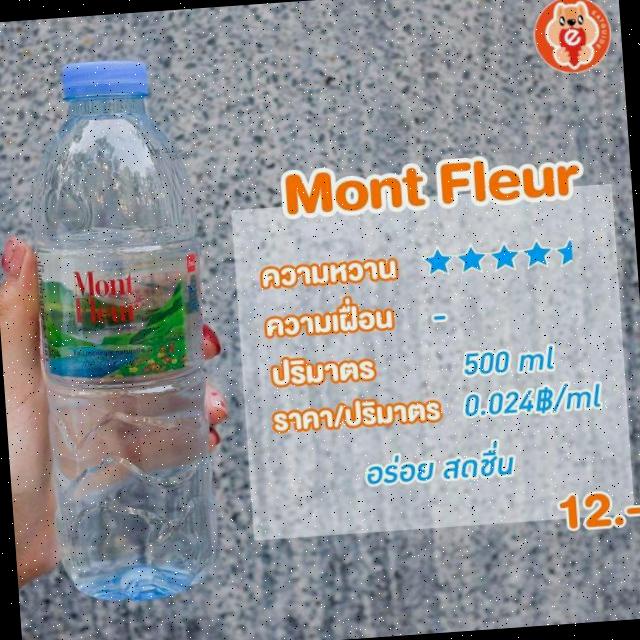 Mont Fleur
ความหวาน
ความเฝื่อน -
ปริมาตร 500 ml
ราคา/ปริมาตร 0.024฿/ml
อร่อย สดชื่น
12.-
Mont
Fleur